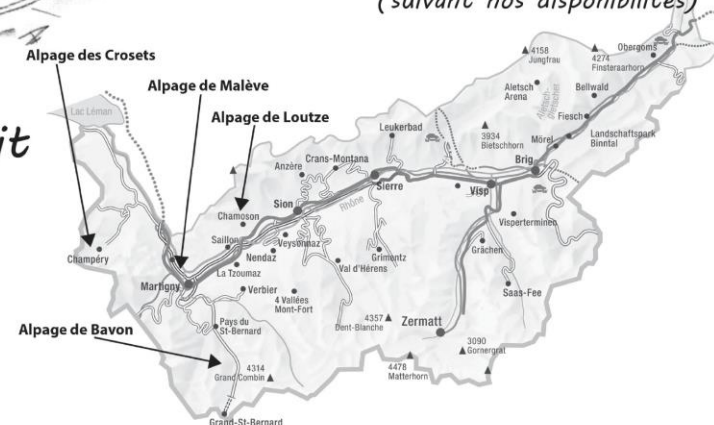 (suivant nos disponibilités)
it
Alpage des Crosets
Alpage de Malève
Alpage de Loutze
Alpage de Bavon
Lac Léman
Champéry
Martigny
Saillon
Chamoson
La Tzoumaz
Nendaz
Veysonnaz
Sion
Anzère
Crans-Montana
Leukerbad
Sierre
Rhône
Verbier
4 Vallées
Mont-Fort
Pays du
St-Bernard
4314
Grand Combin
Grand-St-Bernard
Val d'Hérens
Grimentz
4357
Dent-Blanche
4478
Matterhorn
Zermatt
3090
Gornergrat
Saas-Fee
Grächen
Visperterminen
Visp
Brig
Mörel
Landschaftspark
Binntal
Fiesch
Bellwald
Aletsch
Arena
Aletsch-
gletscher
3934
Bietschhorn
4158
Jungfrau
4274
Finsteraarhorn
Obergoms